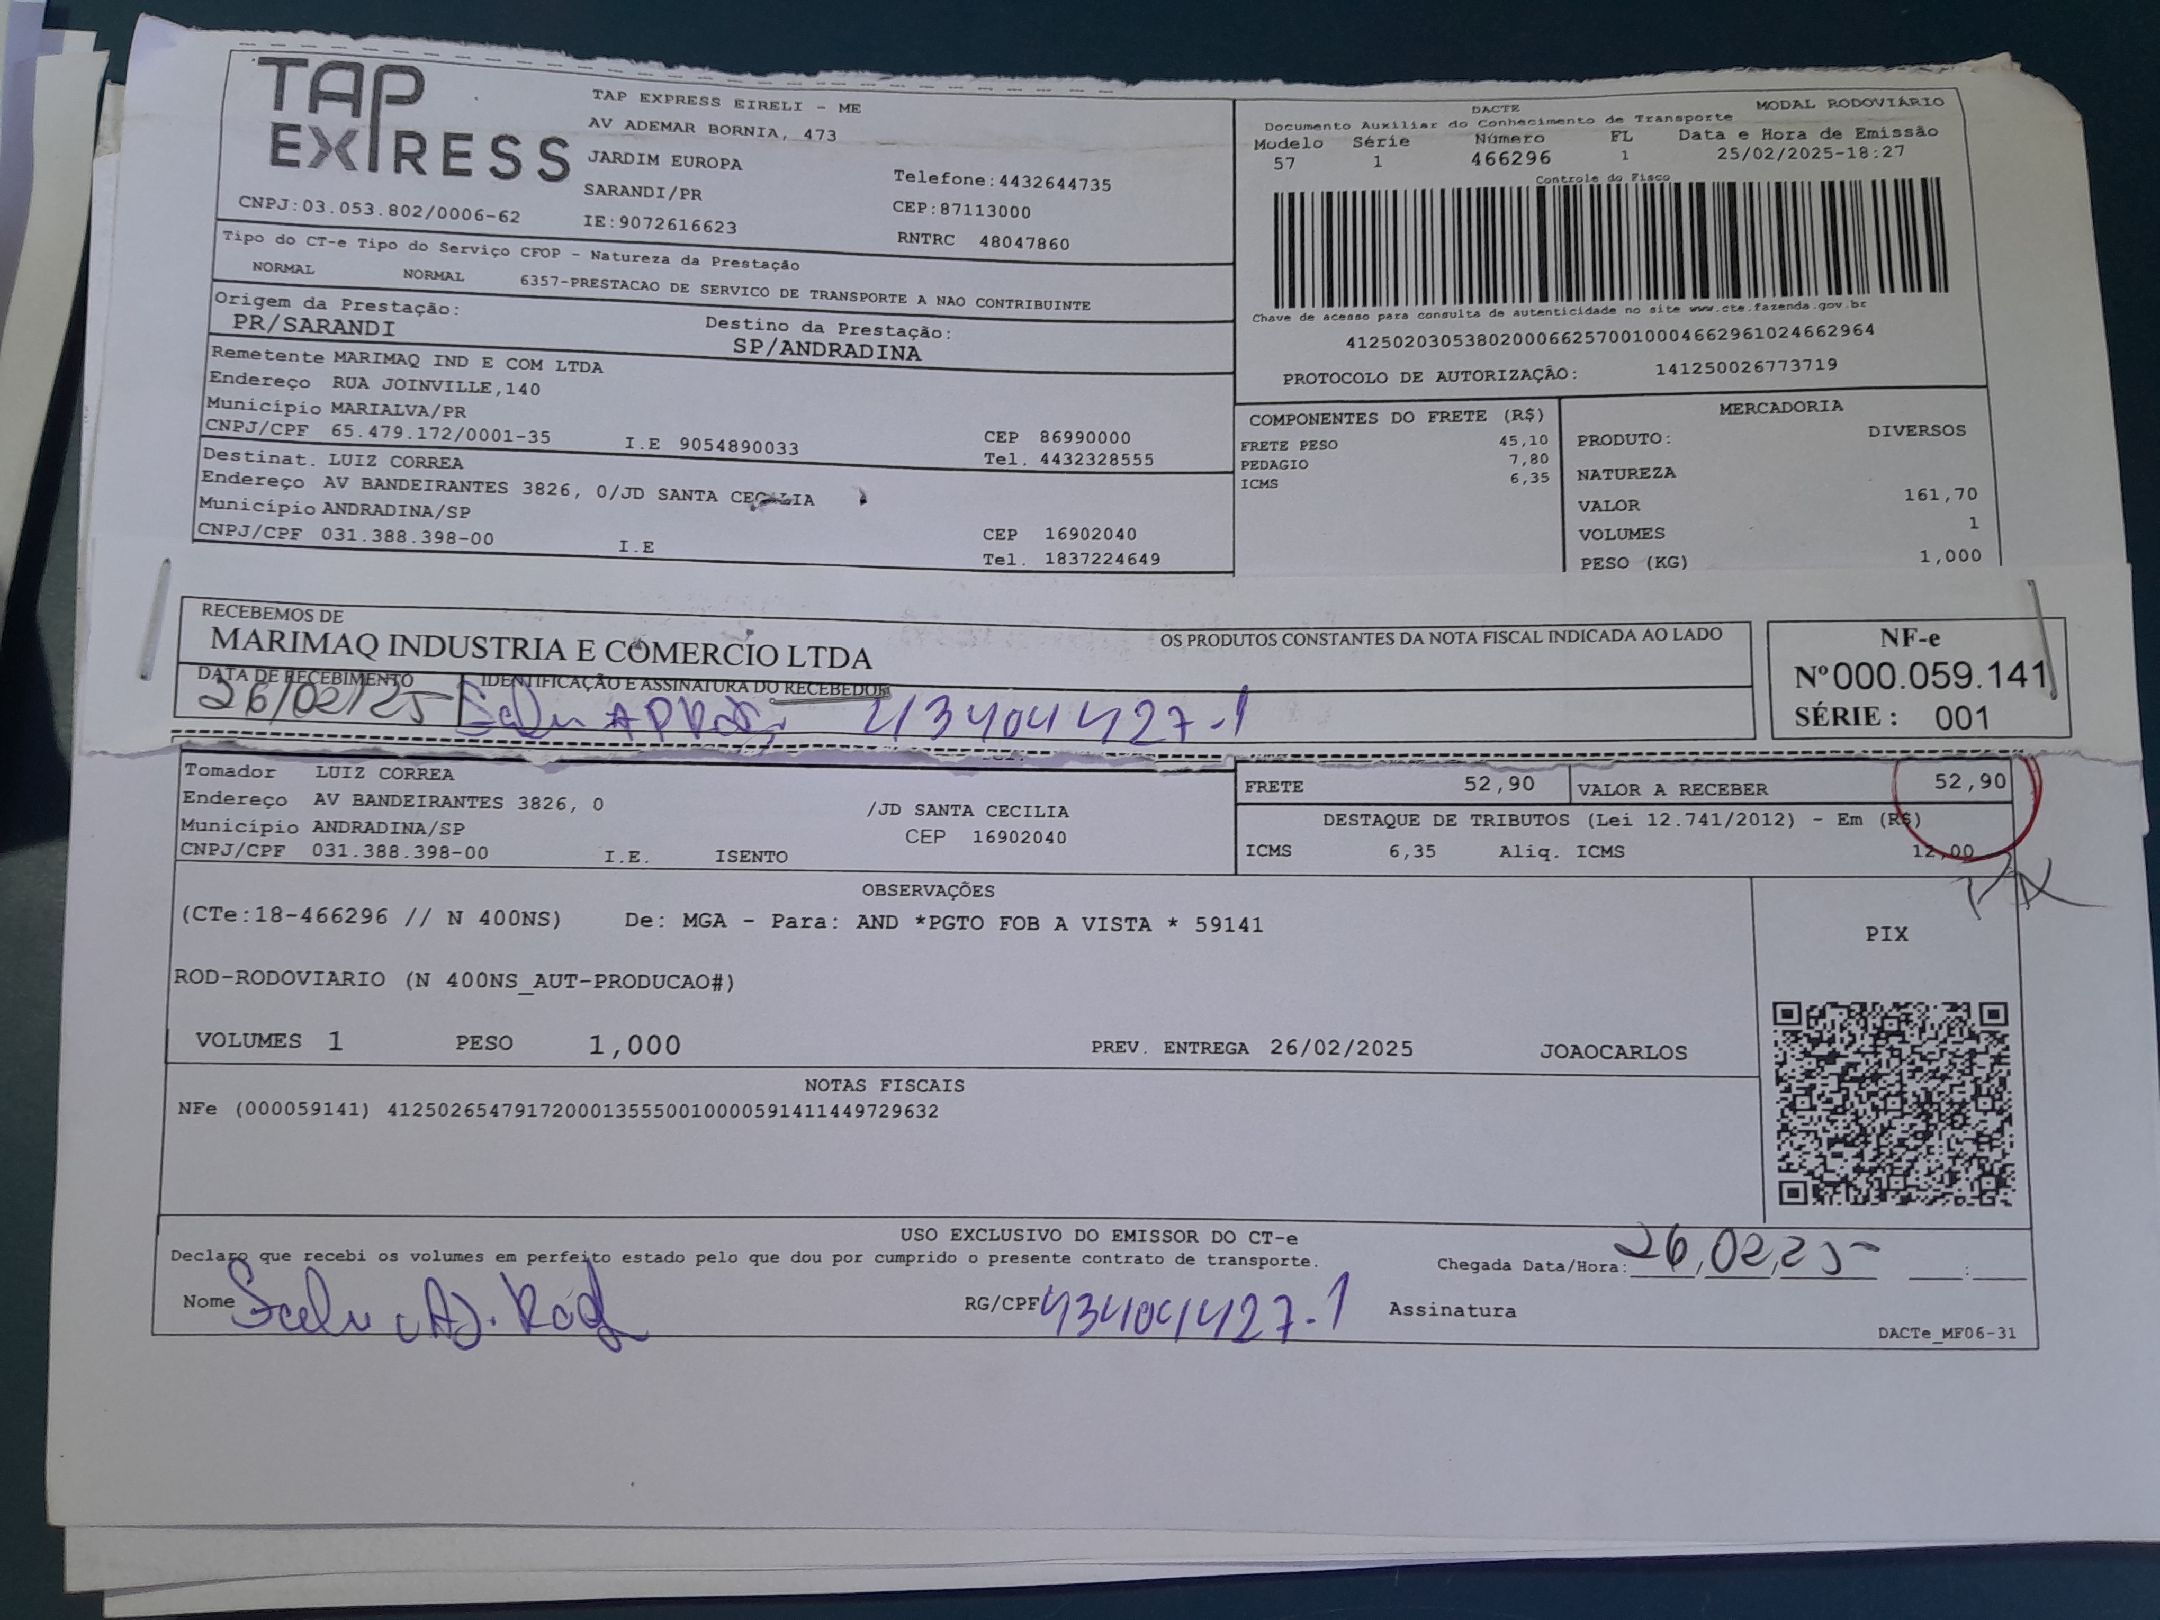 TAP EXPRESS
TAP EXPRESS EIRELI - ME
AV ADEMAR BORNIA, 473
JARDIM EUROPA
SARANDI/PR
Telefone:4432644735
CEP:87113000
CNPJ:03.053.802/0006-62
IE:9072616623
RNTRC 48047860
DACTE
MODAL RODOVIÁRIO
Documento Auxiliar do Conhecimento de Transporte
Modelo Série Número FL Data e Hora de Emissão
57 1 466296 1 25/02/2025-18:27
Controle do Fisco
Chave de acesso para consulta de autenticidade no site www.cte.fazenda.gov.br
41250203053802000662570010004662961024662964
PROTOCOLO DE AUTORIZAÇÃO: 141250026773719
Tipo do CT-e Tipo do Serviço CFOP - Natureza da Prestação
NORMAL NORMAL 6357-PRESTACAO DE SERVICO DE TRANSPORTE A NAO CONTRIBUINTE
Origem da Prestação: Destino da Prestação:
PR/SARANDI SP/ANDRADINA
Remetente MARIMAQ IND E COM LTDA
Endereço RUA JOINVILLE,140
Município MARIALVA/PR
CNPJ/CPF 65.479.172/0001-35 I.E 9054890033
CEP 86990000
Tel. 4432328555
Destinat. LUIZ CORREA
Endereço AV BANDEIRANTES 3826, 0/JD SANTA CECILIA
Município ANDRADINA/SP
CNPJ/CPF 031.388.398-00 I.E
CEP 16902040
Tel. 1837224649
COMPONENTES DO FRETE (R$)
FRETE PESO 45,10
PEDAGIO 7,80
ICMS 6,35
MERCADORIA
PRODUTO: DIVERSOS
NATUREZA
VALOR 161,70
VOLUMES 1
PESO (KG) 1,000
RECEBEMOS DE
MARIMAQ INDUSTRIA E COMERCIO LTDA
OS PRODUTOS CONSTANTES DA NOTA FISCAL INDICADA AO LADO
DATA DE RECEBIMENTO IDENTIFICAÇÃO E ASSINATURA DO RECEBEDOR
26/02/25 43404427-1
NF-e
Nº 000.059.141
SÉRIE : 001
Tomador LUIZ CORREA
Endereço AV BANDEIRANTES 3826, 0 /JD SANTA CECILIA
Município ANDRADINA/SP CEP 16902040
CNPJ/CPF 031.388.398-00 I.E. ISENTO
FRETE 52,90 VALOR A RECEBER 52,90
DESTAQUE DE TRIBUTOS (Lei 12.741/2012) - Em (R$)
ICMS 6,35 Aliq. ICMS 12,00
OBSERVAÇÕES
(CTe:18-466296 // N 400NS) De: MGA - Para: AND *PGTO FOB A VISTA * 59141
ROD-RODOVIARIO (N 400NS_AUT-PRODUCAO#)
PIX
VOLUMES 1 PESO 1,000 PREV. ENTREGA 26/02/2025 JOAOCARLOS
NOTAS FISCAIS
NFe (000059141) 41250265479172000135550010000591411449729632
USO EXCLUSIVO DO EMISSOR DO CT-e
Declaro que recebi os volumes em perfeito estado pelo que dou por cumprido o presente contrato de transporte.
Chegada Data/Hora: 26,02,25
Nome RG/CPF 43404427-1 Assinatura
DACTe_MF06-31